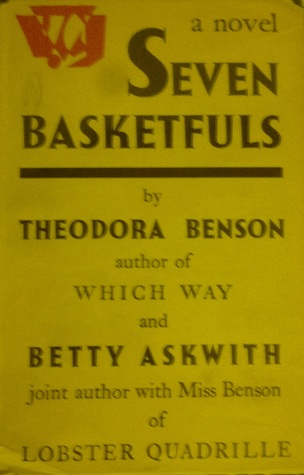 a novel
SEVEN
BASKETFULS
by
THEODORA BENSON
author of
WHICH WAY
and
BETTY ASKWITH
joint author with Miss Benson
of
LOBSTER QUADRILLE